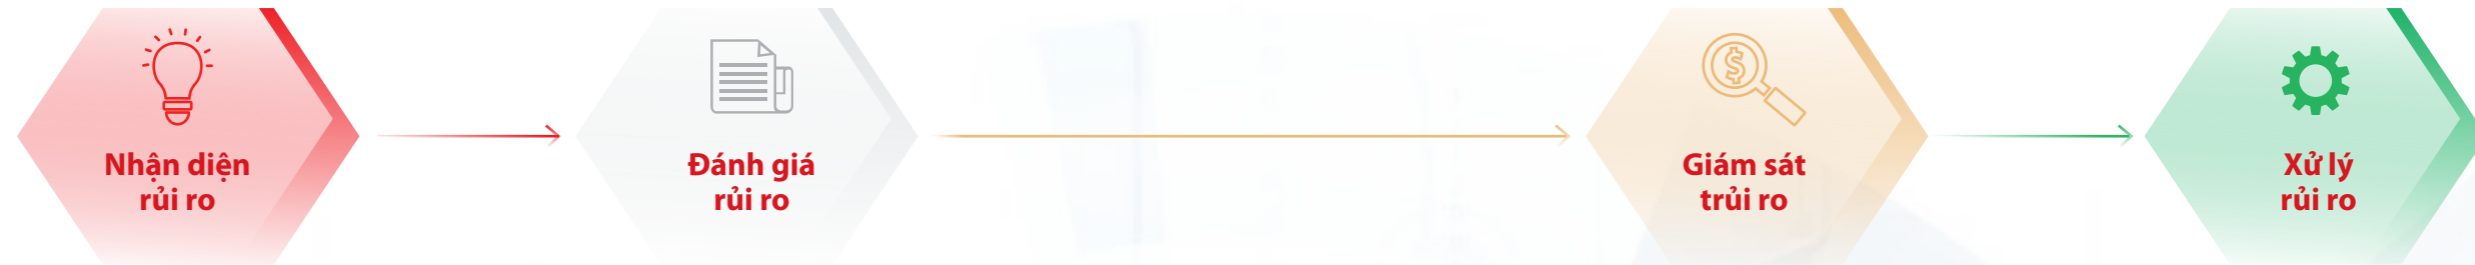 Nhận diện
rủi ro
Đánh giá
rủi ro
Giám sát
trủi ro
Xử lý
rủi ro